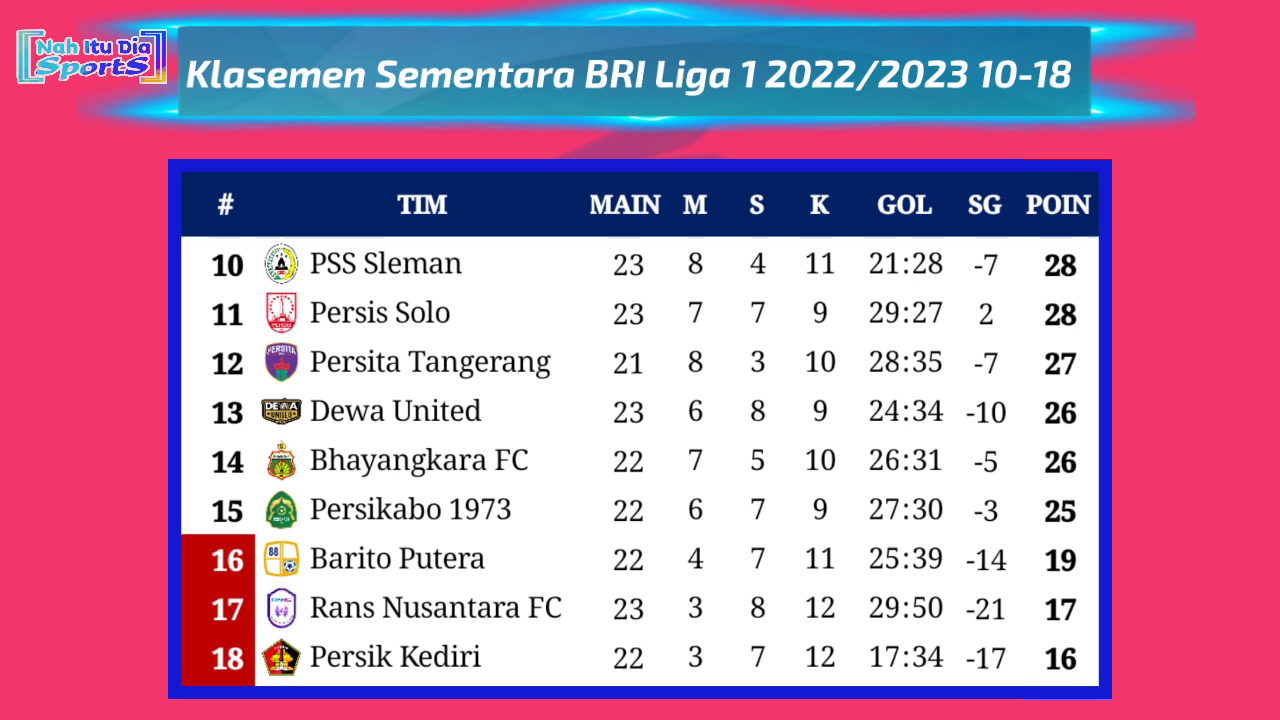 Nah Itu Dia
Sports
Klasemen Sementara BRI Liga 1 2022/2023 10-18
# TIM MAIN M S K GOL SG POIN
10 PSS Sleman 23 8 4 11 21:28 -7 28
11 Persis Solo 23 7 7 9 29:27 2 28
12 PERSITA Persita Tangerang 21 8 3 10 28:35 -7 27
13 DEWA UNITED Dewa United 23 6 8 9 24:34 -10 26
14 Bhayangkara FC 22 7 5 10 26:31 -5 26
15 Persikabo 1973 22 6 7 9 27:30 -3 25
16 88 Barito Putera 22 4 7 11 25:39 -14 19
17 RANS Rans Nusantara FC 23 3 8 12 29:50 -21 17
18 Persik Kediri 22 3 7 12 17:34 -17 16